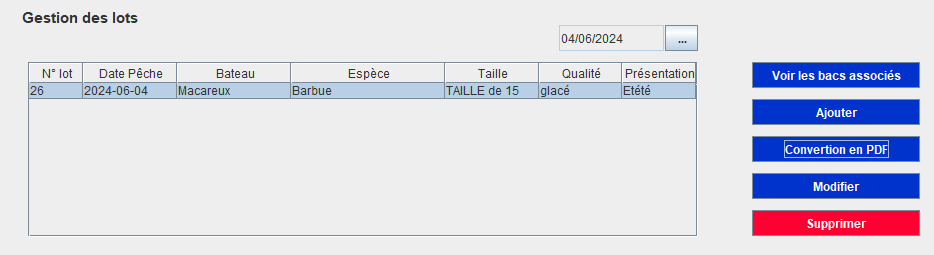 Gestion des lots
04/06/2024 ...
N° lot Date Pêche Bateau Espèce Taille Qualité Présentation
26 2024-06-04 Macareux Barbue TAILLE de 15 glacé Etété
Voir les bacs associés
Ajouter
Convertion en PDF
Modifier
Supprimer